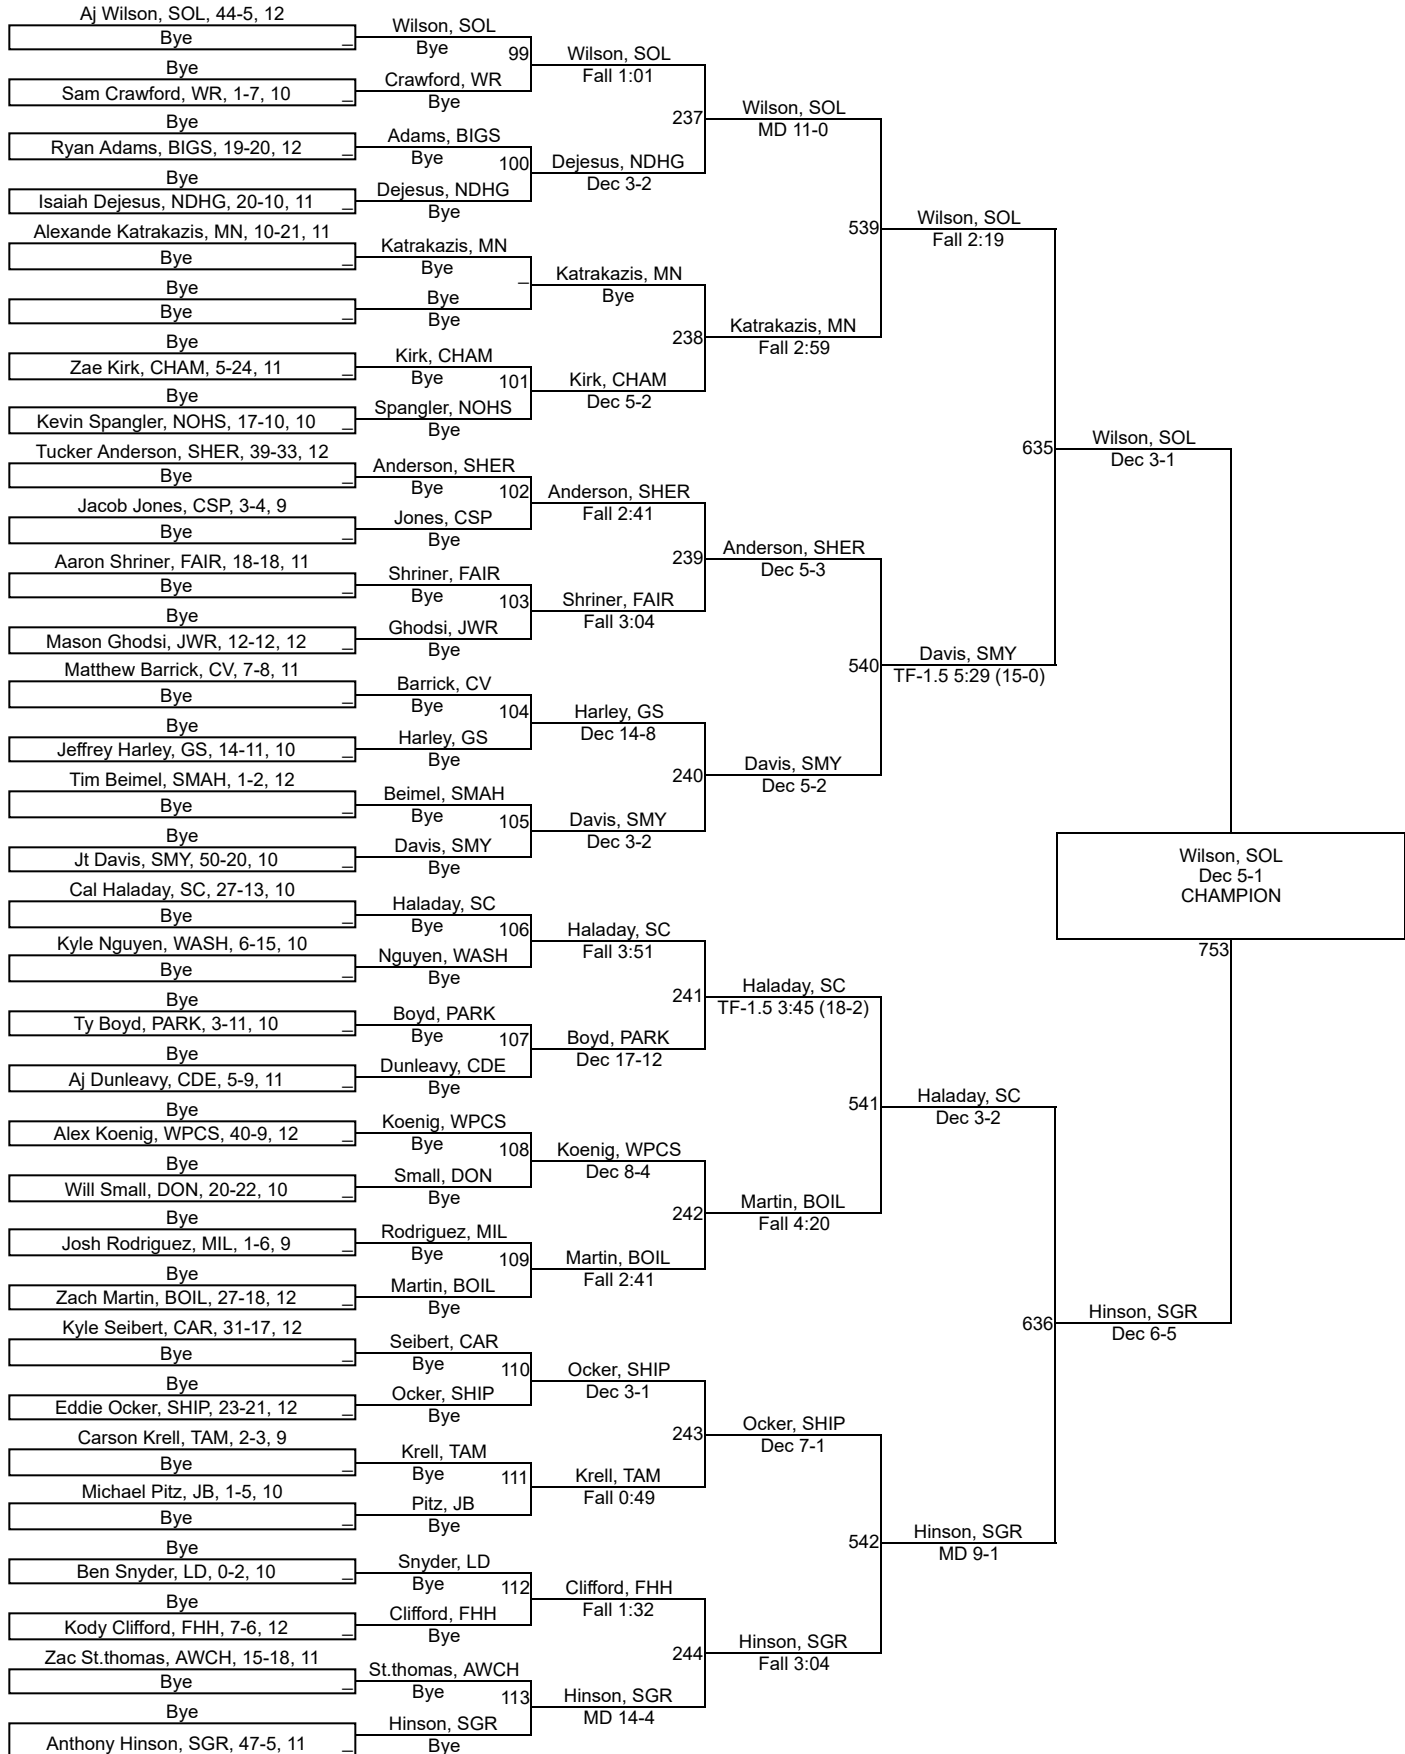 Aj Wilson, SOL, 44-5, 12
Bye _
Bye
Sam Crawford, WR, 1-7, 10 _
Bye
Ryan Adams, BIGS, 19-20, 12 _
Bye
Isaiah Dejesus, NDHG, 20-10, 11 _
Alexande Katrakazis, MN, 10-21, 11
Bye _
Bye
Bye _
Bye
Zae Kirk, CHAM, 5-24, 11 _
Bye
Kevin Spangler, NOHS, 17-10, 10 _
Tucker Anderson, SHER, 39-33, 12
Bye _
Jacob Jones, CSP, 3-4, 9
Bye _
Aaron Shriner, FAIR, 18-18, 11
Bye _
Bye
Mason Ghodsi, JWR, 12-12, 12 _
Matthew Barrick, CV, 7-8, 11
Bye _
Bye
Jeffrey Harley, GS, 14-11, 10 _
Tim Beimel, SMAH, 1-2, 12
Bye _
Bye
Jt Davis, SMY, 50-20, 10 _
Cal Haladay, SC, 27-13, 10
Bye _
Kyle Nguyen, WASH, 6-15, 10
Bye _
Bye
Ty Boyd, PARK, 3-11, 10 _
Bye
Aj Dunleavy, CDE, 5-9, 11 _
Bye
Alex Koenig, WPCS, 40-9, 12 _
Bye
Will Small, DON, 20-22, 10 _
Bye
Josh Rodriguez, MIL, 1-6, 9 _
Bye
Zach Martin, BOIL, 27-18, 12 _
Kyle Seibert, CAR, 31-17, 12
Bye _
Bye
Eddie Ocker, SHIP, 23-21, 12 _
Carson Krell, TAM, 2-3, 9
Bye _
Michael Pitz, JB, 1-5, 10
Bye _
Bye
Ben Snyder, LD, 0-2, 10 _
Bye
Kody Clifford, FHH, 7-6, 12 _
Zac St.thomas, AWCH, 15-18, 11
Bye _
Bye
Anthony Hinson, SGR, 47-5, 11 _
Wilson, SOL
Bye
99
Crawford, WR
Bye
Adams, BIGS
Bye
100
Dejesus, NDHG
Bye
Katrakazis, MN
Bye
_
Bye
Bye
Kirk, CHAM
Bye
101
Spangler, NOHS
Bye
Anderson, SHER
Bye
102
Jones, CSP
Bye
Shriner, FAIR
Bye
103
Ghodsi, JWR
Bye
Barrick, CV
Bye
104
Harley, GS
Bye
Beimel, SMAH
Bye
105
Davis, SMY
Bye
Haladay, SC
Bye
106
Nguyen, WASH
Bye
Boyd, PARK
Bye
107
Dunleavy, CDE
Bye
Koenig, WPCS
Bye
108
Small, DON
Bye
Rodriguez, MIL
Bye
109
Martin, BOIL
Bye
Seibert, CAR
Bye
110
Ocker, SHIP
Bye
Krell, TAM
Bye
111
Pitz, JB
Bye
Snyder, LD
Bye
112
Clifford, FHH
Bye
St.thomas, AWCH
Bye
113
Hinson, SGR
Bye
Wilson, SOL
Fall 1:01
237
Dejesus, NDHG
Dec 3-2
Katrakazis, MN
Bye
238
Kirk, CHAM
Dec 5-2
Anderson, SHER
Fall 2:41
239
Shriner, FAIR
Fall 3:04
Harley, GS
Dec 14-8
240
Davis, SMY
Dec 3-2
Haladay, SC
Fall 3:51
241
Boyd, PARK
Dec 17-12
Koenig, WPCS
Dec 8-4
242
Martin, BOIL
Fall 2:41
Ocker, SHIP
Dec 3-1
243
Krell, TAM
Fall 0:49
Clifford, FHH
Fall 1:32
244
Hinson, SGR
MD 14-4
Wilson, SOL
MD 11-0
539
Katrakazis, MN
Fall 2:59
Anderson, SHER
Dec 5-3
540
Davis, SMY
Dec 5-2
Haladay, SC
TF-1.5 3:45 (18-2)
541
Martin, BOIL
Fall 4:20
Ocker, SHIP
Dec 7-1
542
Hinson, SGR
Fall 3:04
Wilson, SOL
Fall 2:19
635
Davis, SMY
TF-1.5 5:29 (15-0)
Haladay, SC
Dec 3-2
636
Hinson, SGR
MD 9-1
Wilson, SOL
Dec 3-1
Hinson, SGR
Dec 6-5
Wilson, SOL
Dec 5-1
CHAMPION
753